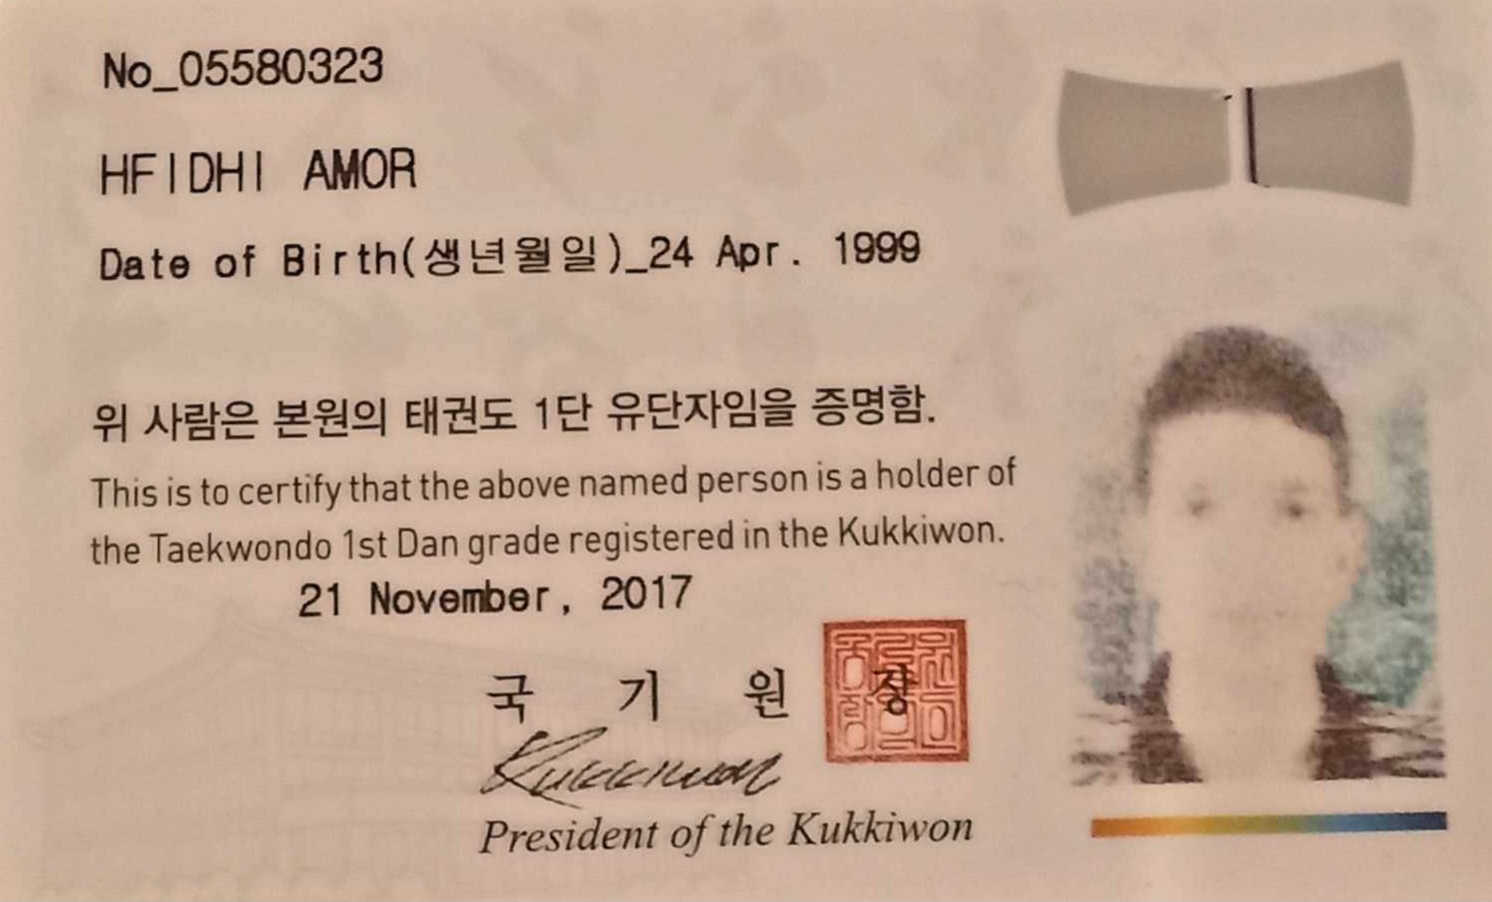 No_05580323
HFIDHI AMOR
Date of Birth(생년월일)_24 Apr. 1999
위 사람은 본원의 태권도 1단 유단자임을 증명함.
This is to certify that the above named person is a holder of
the Taekwondo 1st Dan grade registered in the Kukkiwon.
21 November, 2017
국 기 원 장
Kukkiwon
President of the Kukkiwon